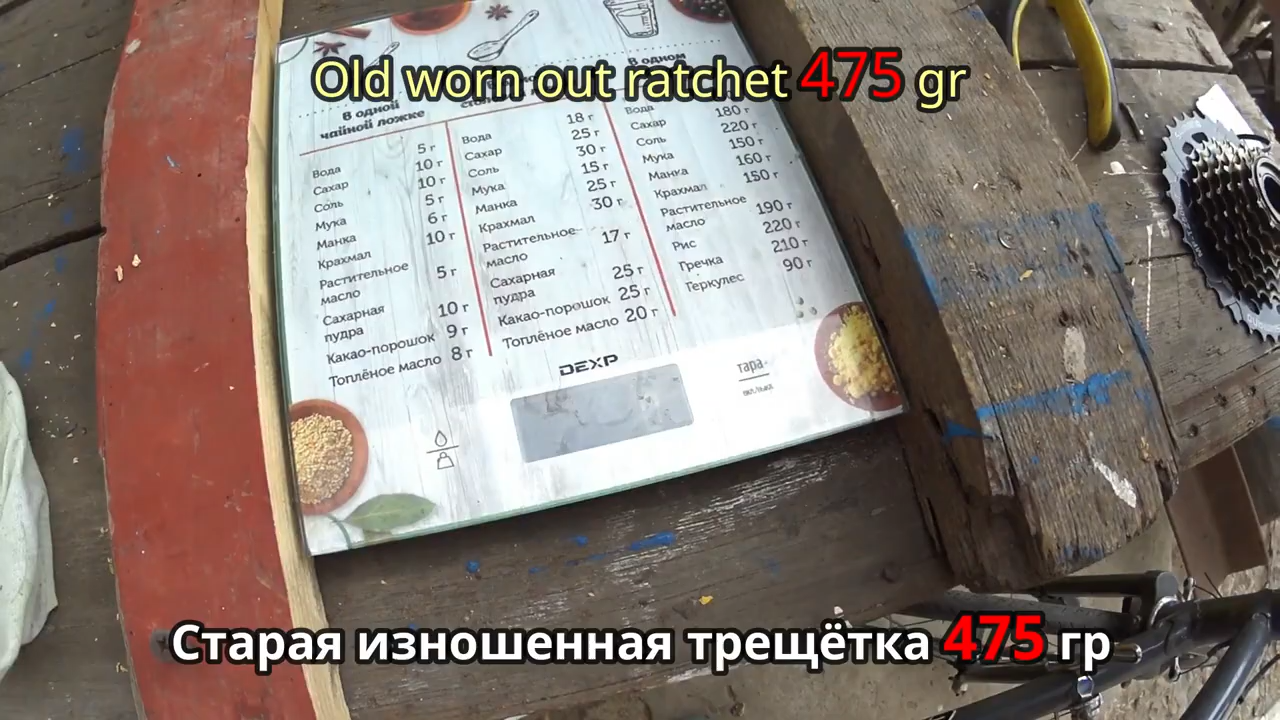 Old worn out ratchet 475 gr
в одной
чайной ложке
В одном
Вода 5 г
Сахар 10 г
Соль 10 г
Мука 5 г
Манка 6 г
Крахмал 10 г
Растительное
масло 5 г
Сахарная
пудра 10 г
Какао-порошок 9 г
Топлёное масло 8 г
Вода 18 г
Сахар 25 г
Соль 30 г
Мука 15 г
Манка 25 г
Крахмал 30 г
Растительное
масло 17 г
Сахарная
пудра 25 г
Какао-порошок 25 г
Топлёное масло 20 г
Вода 180 г
Сахар 220 г
Соль 150 г
Мука 160 г
Манка 150 г
Крахмал
Растительное
масло 190 г
Рис 220 г
Гречка 210 г
Геркулес 90 г
DEXP
тара-
вкл/выкл
Старая изношенная трещётка 475 гр